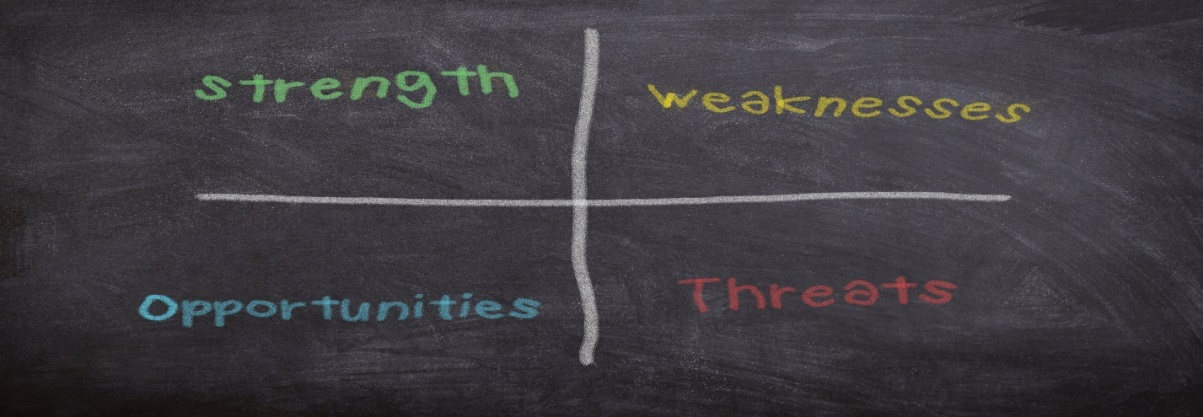 strength
weaknesses
Opportunities
Threats